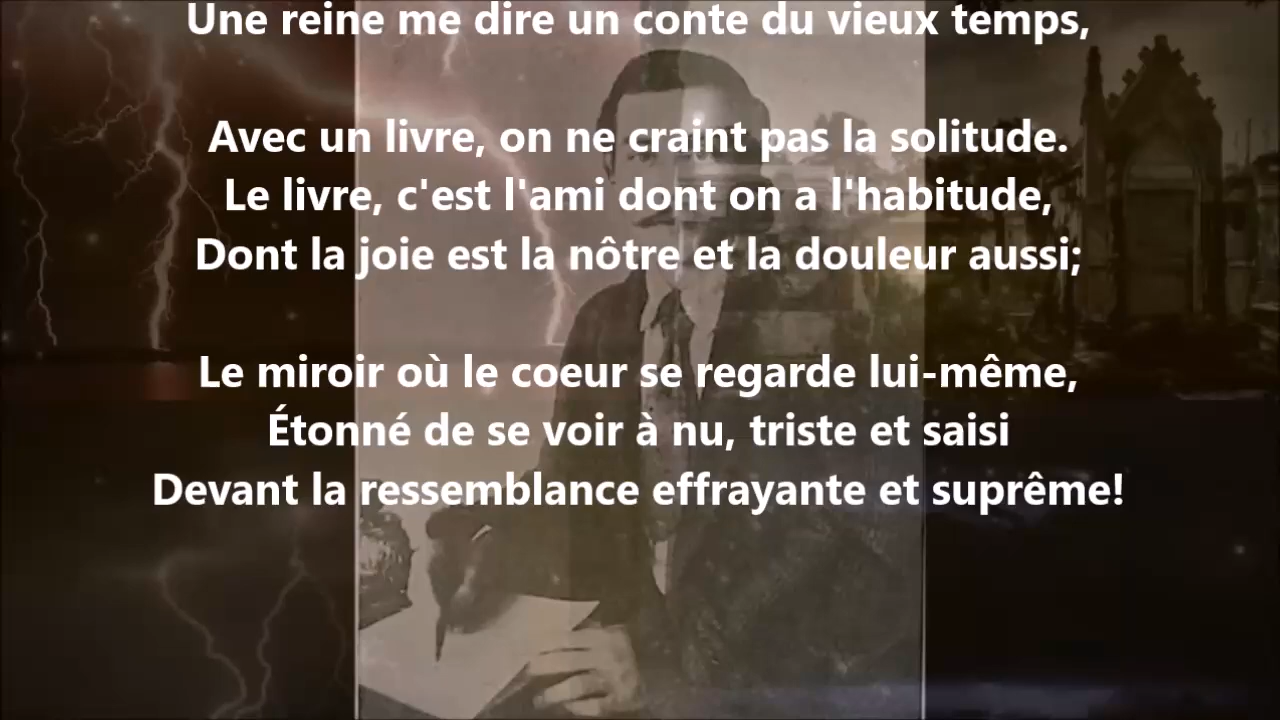 Une reine me dire un conte du vieux temps,
Avec un livre, on ne craint pas la solitude.
Le livre, c'est l'ami dont on a l'habitude,
Dont la joie est la nôtre et la douleur aussi;
Le miroir où le coeur se regarde lui-même,
Étonné de se voir à nu, triste et saisi
Devant la ressemblance effrayante et suprême!